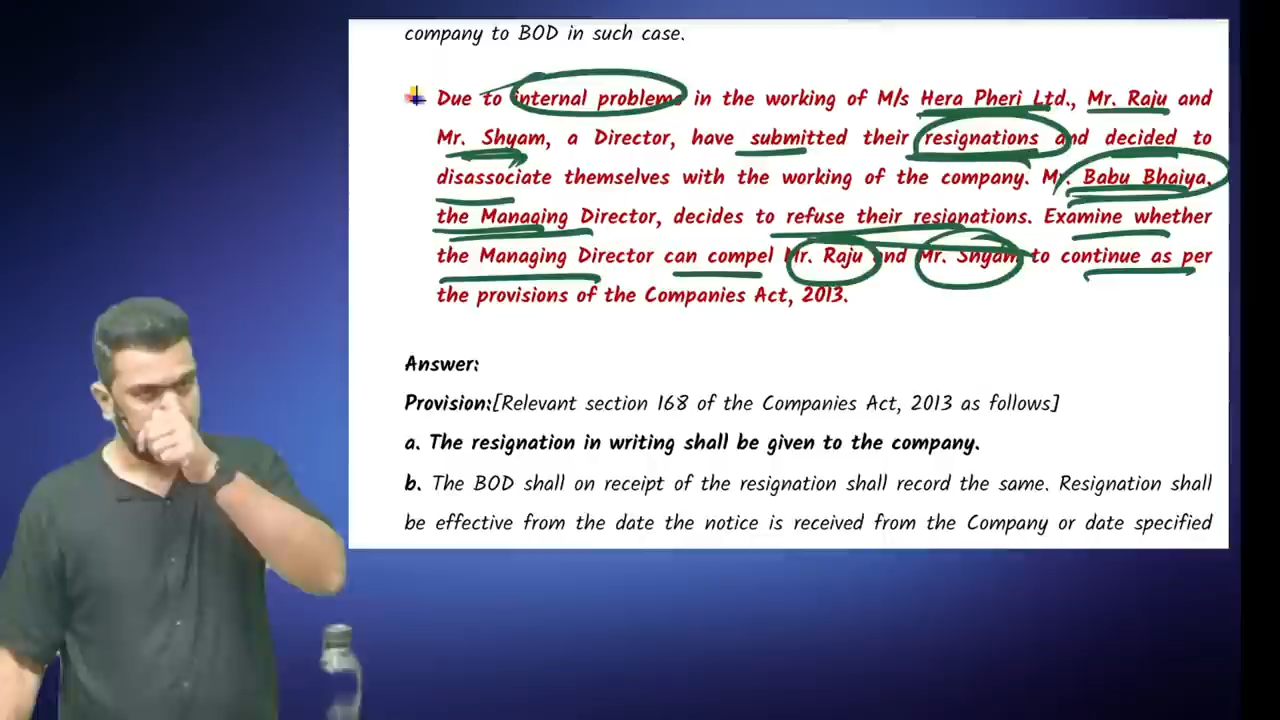 company to BOD in such case.
Due to internal problems in the working of M/s Hera Pheri Ltd., Mr. Raju and
Mr. Shyam, a Director, have submitted their resignations and decided to
disassociate themselves with the working of the company. Mr. Babu Bhaiya,
the Managing Director, decides to refuse their resignations. Examine whether
the Managing Director can compel Mr. Raju and Mr. Shyam to continue as per
the provisions of the Companies Act, 2013.
Answer:
Provision:[Relevant section 168 of the Companies Act, 2013 as follows]
a. The resignation in writing shall be given to the company.
b. The BOD shall on receipt of the resignation shall record the same. Resignation shall
be effective from the date the notice is received from the Company or date specified